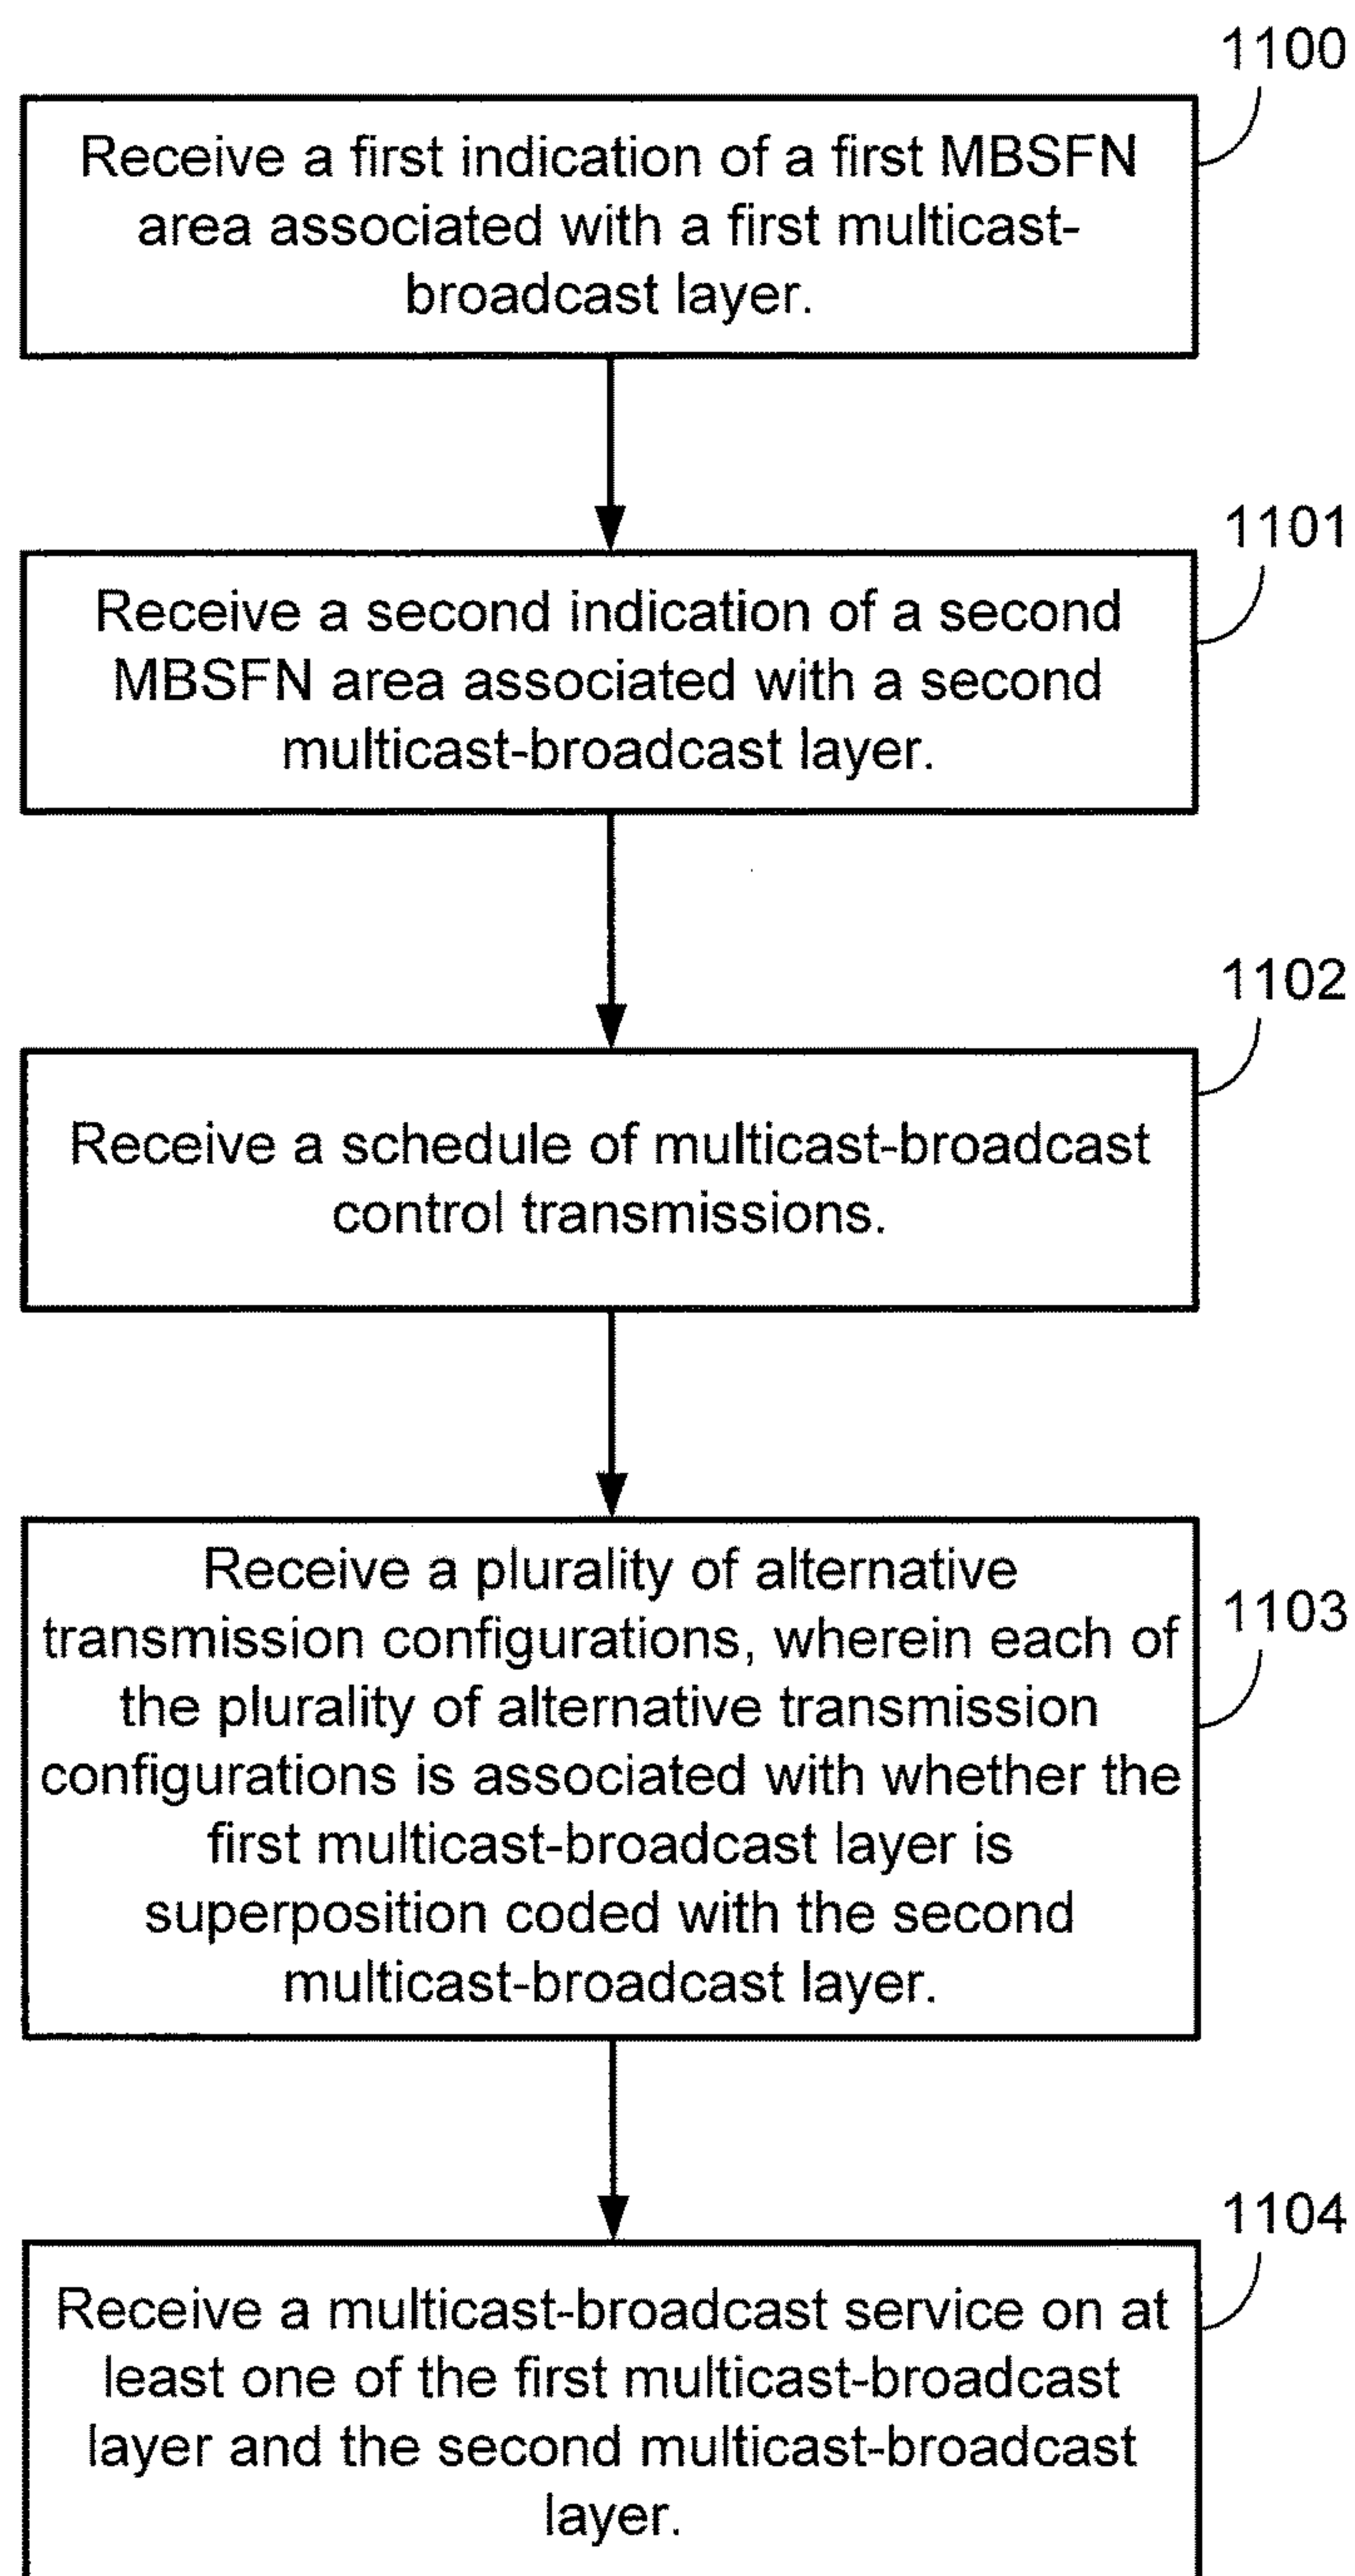 1100
Receive a first indication of a first MBSFN
area associated with a first multicast-
broadcast layer.
1101
Receive a second indication of a second
MBSFN area associated with a second
multicast-broadcast layer.
1102
Receive a schedule of multicast-broadcast
control transmissions.
1103
Receive a plurality of alternative
transmission configurations, wherein each of
the plurality of alternative transmission
configurations is associated with whether the
first multicast-broadcast layer is
superposition coded with the second
multicast-broadcast layer.
1104
Receive a multicast-broadcast service on at
least one of the first multicast-broadcast
layer and the second multicast-broadcast
layer.